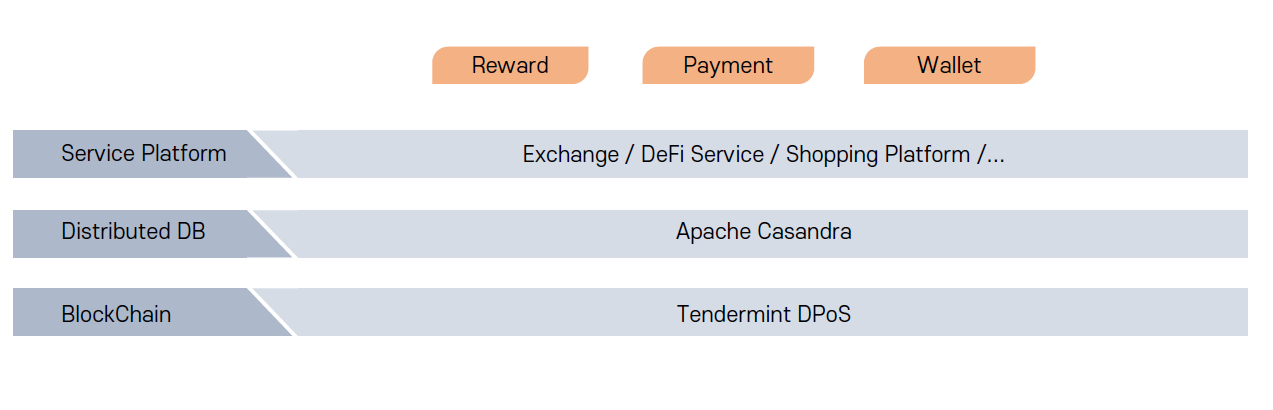 Reward Payment Wallet
Service Platform Exchange / DeFi Service / Shopping Platform /...
Distributed DB Apache Casandra
BlockChain Tendermint DPoS